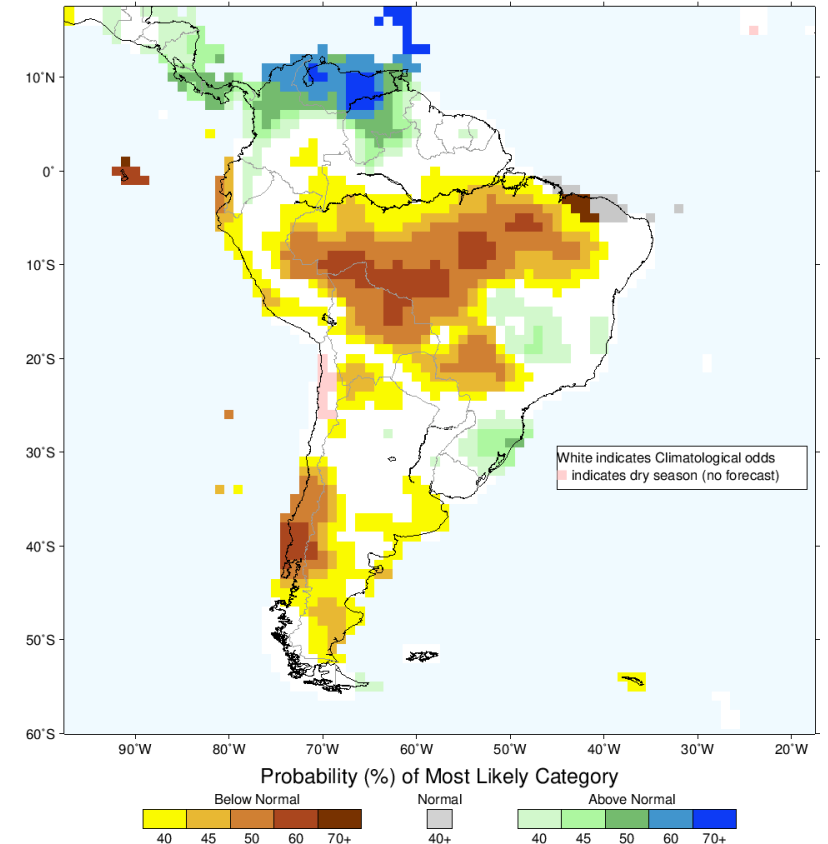 10˚N
0˚
10˚S
20˚S
30˚S
40˚S
50˚S
60˚S
White indicates Climatological odds
indicates dry season (no forecast)
90˚W 80˚W 70˚W 60˚W 50˚W 40˚W 30˚W 20˚W
Probability (%) of Most Likely Category
Below Normal Normal Above Normal
40 45 50 60 70+ 40+ 40 45 50 60 70+